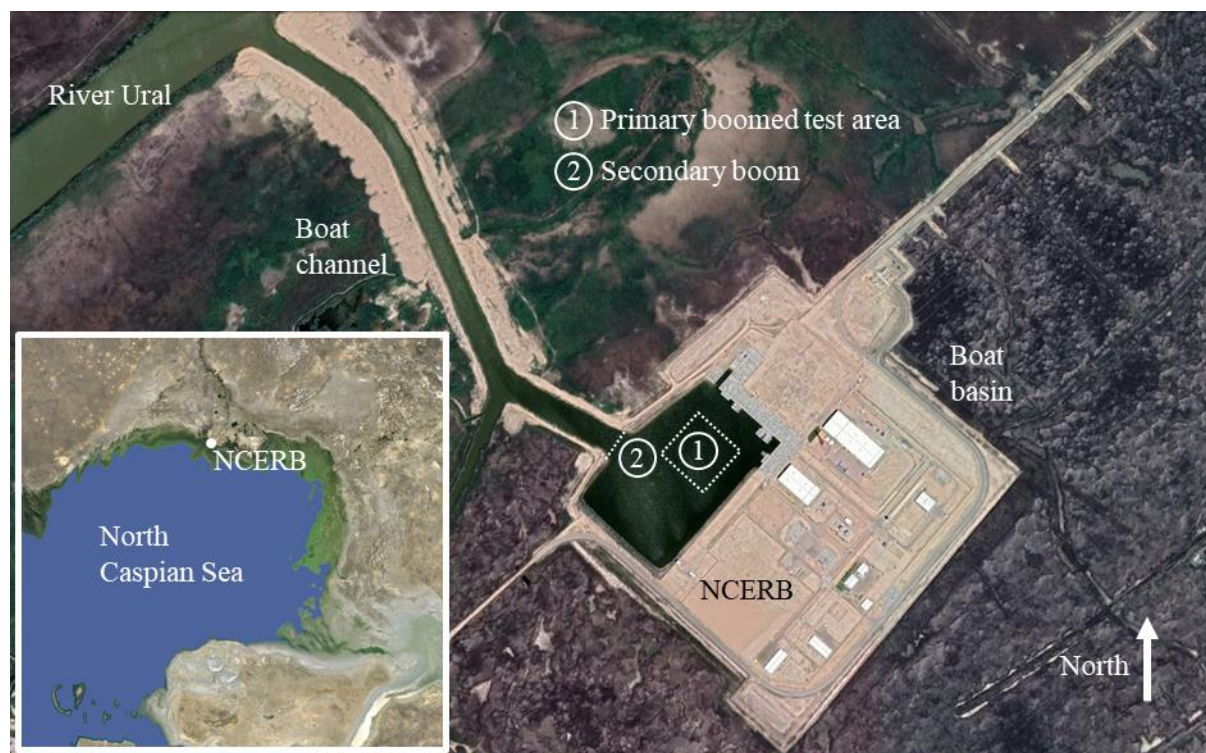 River Ural
1 Primary boomed test area
2 Secondary boom
Boat
channel
Boat
basin
2
1
NCERB
North
Caspian Sea
NCERB
North